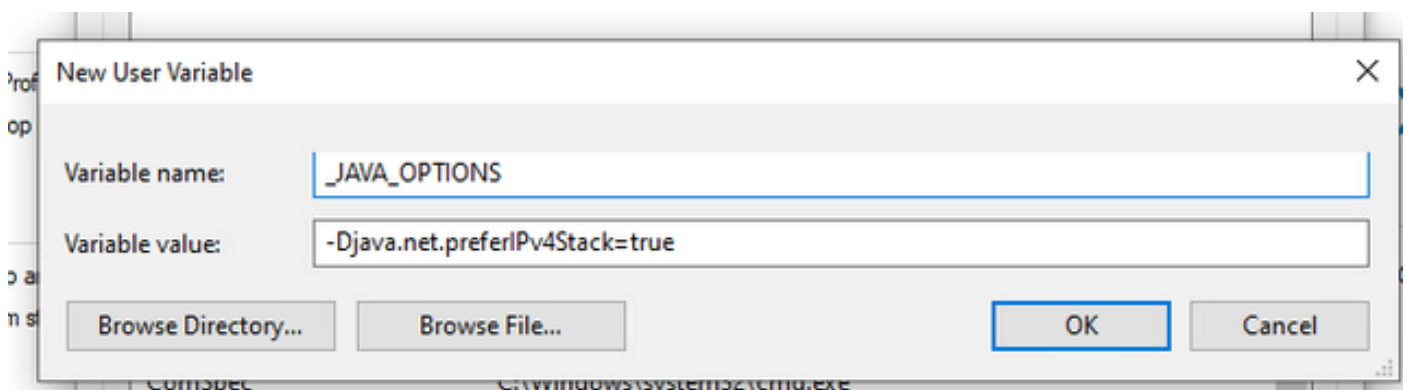 New User Variable
Variable name:
_JAVA_OPTIONS
Variable value:
-Djava.net.preferIPv4Stack=true
Browse Directory...
Browse File...
OK
Cancel
ComSpec
C:\Windows\system32\cmd.exe